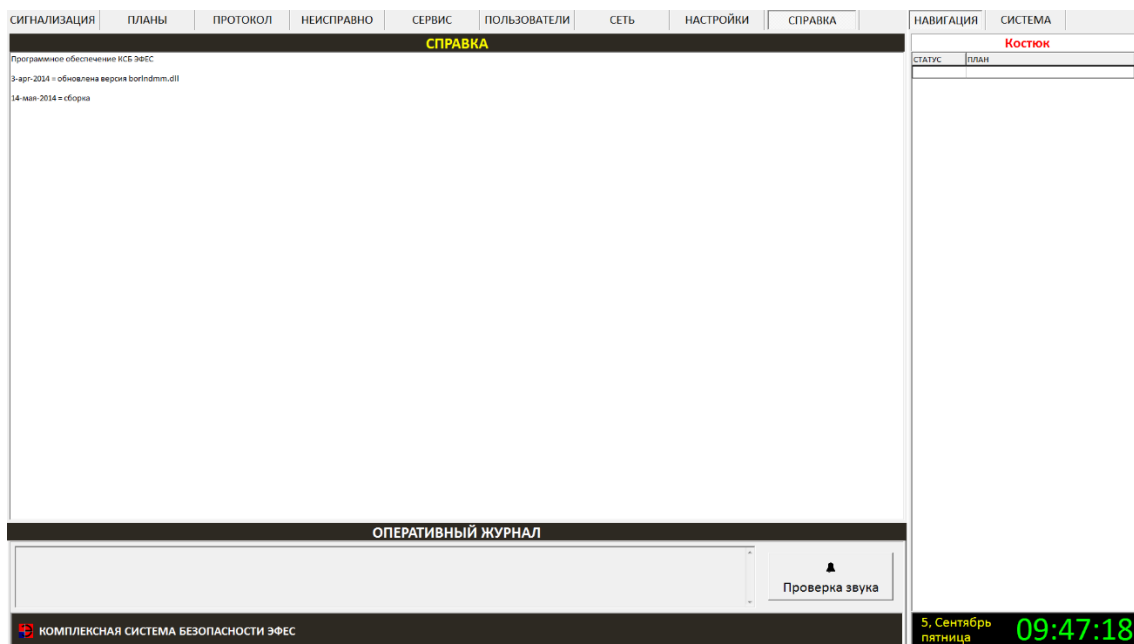 СИГНАЛИЗАЦИЯ ПЛАНЫ ПРОТОКОЛ НЕИСПРАВНО СЕРВИС ПОЛЬЗОВАТЕЛИ СЕТЬ НАСТРОЙКИ СПРАВКА НАВИГАЦИЯ СИСТЕМА
СПРАВКА
Программное обеспечение КСБ ЭФЕС
3-апр-2014 = обновлена версия borlndmm.dll
14-мая-2014 = сборка
Костюк
СТАТУС ПЛАН
ОПЕРАТИВНЫЙ ЖУРНАЛ
Проверка звука
КОМПЛЕКСНАЯ СИСТЕМА БЕЗОПАСНОСТИ ЭФЕС
5, Сентябрь
пятница
09:47:18